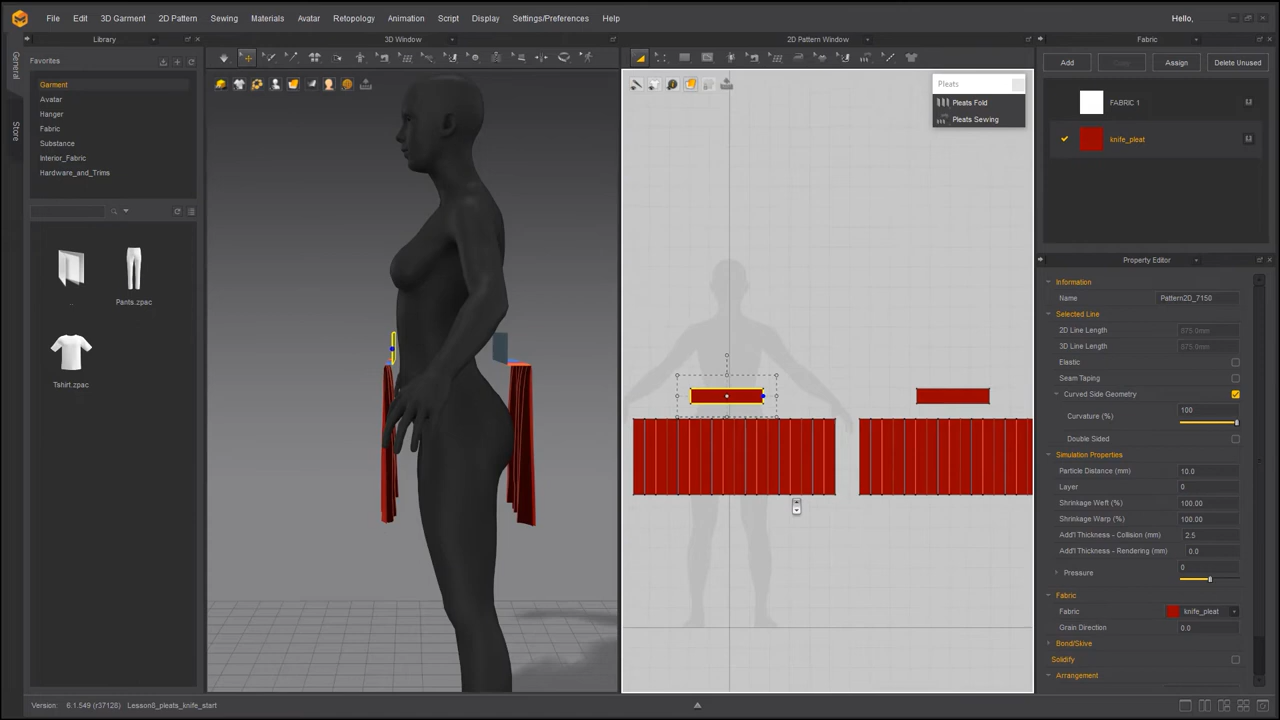 File Edit 3D Garment 2D Pattern Sewing Materials Avatar Retopology Animation Script Display Settings/Preferences Help Hello,
Library 3D Window 2D Pattern Window Fabric
General
Store
Favorites
Garment
Avatar
Hanger
Fabric
Substance
Interior_Fabric
Hardware_and_Trims
..
Pants.zpac
Tshirt.zpac
Pleats
Pleats Fold
Pleats Sewing
Add Copy Assign Delete Unused
FABRIC 1
knife_pleat
Property Editor
Information
Name Pattern2D_7150
Selected Line
2D Line Length 575.0mm
3D Line Length 575.0mm
Elastic
Seam Taping
Curved Side Geometry
Curvature (%) 100
Double Sided
Simulation Properties
Particle Distance (mm) 10.0
Layer 0
Shrinkage Weft (%) 100.00
Shrinkage Warp (%) 100.00
Add'l Thickness - Collision (mm) 2.5
Add'l Thickness - Rendering (mm) 0.0
Pressure 0
Fabric
Fabric knife_pleat
Grain Direction 0.0
Bond/Skive
Solidify
Arrangement
Version: 6.1.549 (r37128) Lesson8_pleats_knife_start